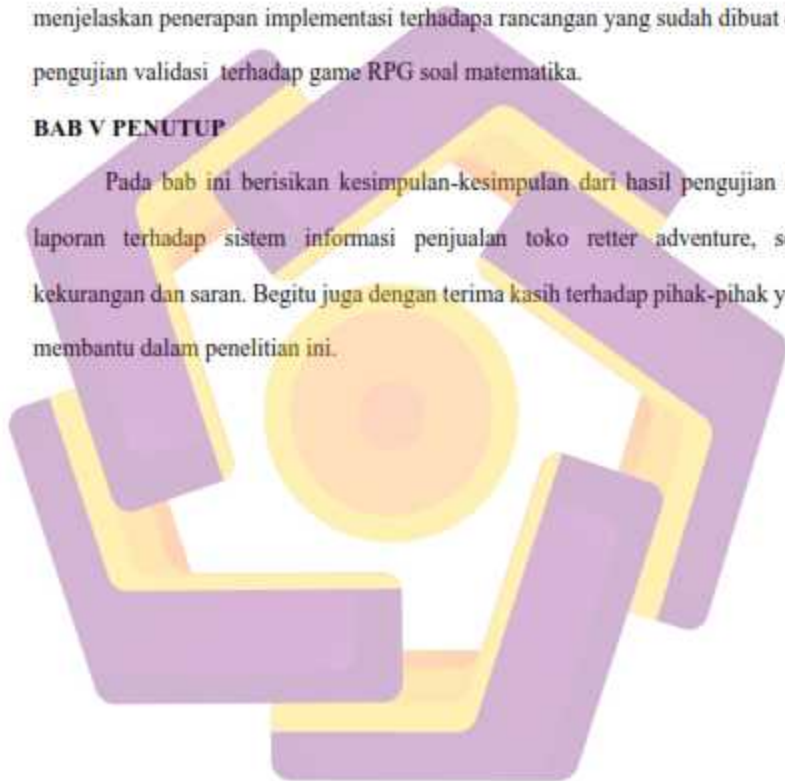 menjelaskan penerapan implementasi terhadapa rancangan yang sudah dibuat
pengujian validasi terhadap game RPG soal matematika.
BAB V PENUTUP
Pada bab ini berisikan kesimpulan-kesimpulan dari hasil pengujian
laporan terhadap sistem informasi penjualan toko retter adventure,
kekurangan dan saran. Begitu juga dengan terima kasih terhadap pihak-pihak
membantu dalam penelitian ini.